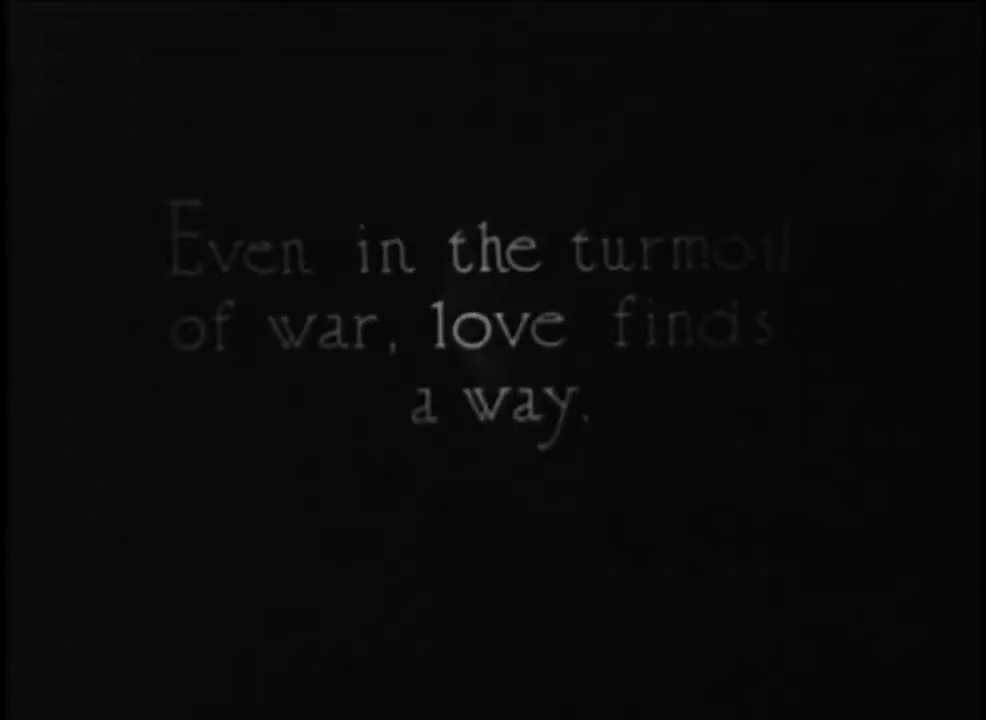 Even in the turmoil
of war, love finds
a way.